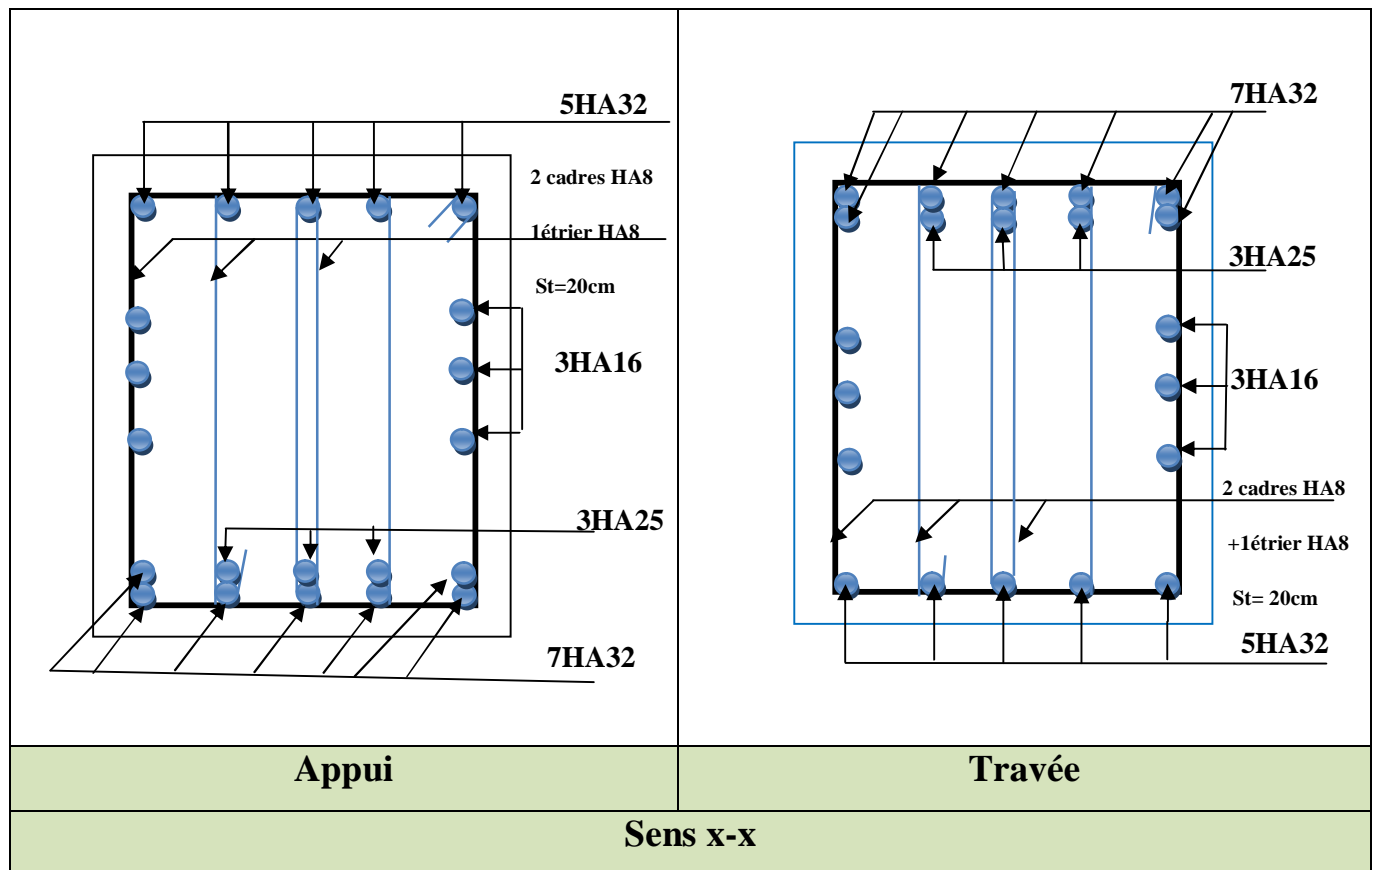 5HA32
2 cadres HA8
1étrier HA8
St=20cm
3HA16
3HA25
7HA32
7HA32
3HA25
3HA16
2 cadres HA8
+1étrier HA8
St= 20cm
5HA32
Appui
Travée
Sens x-x